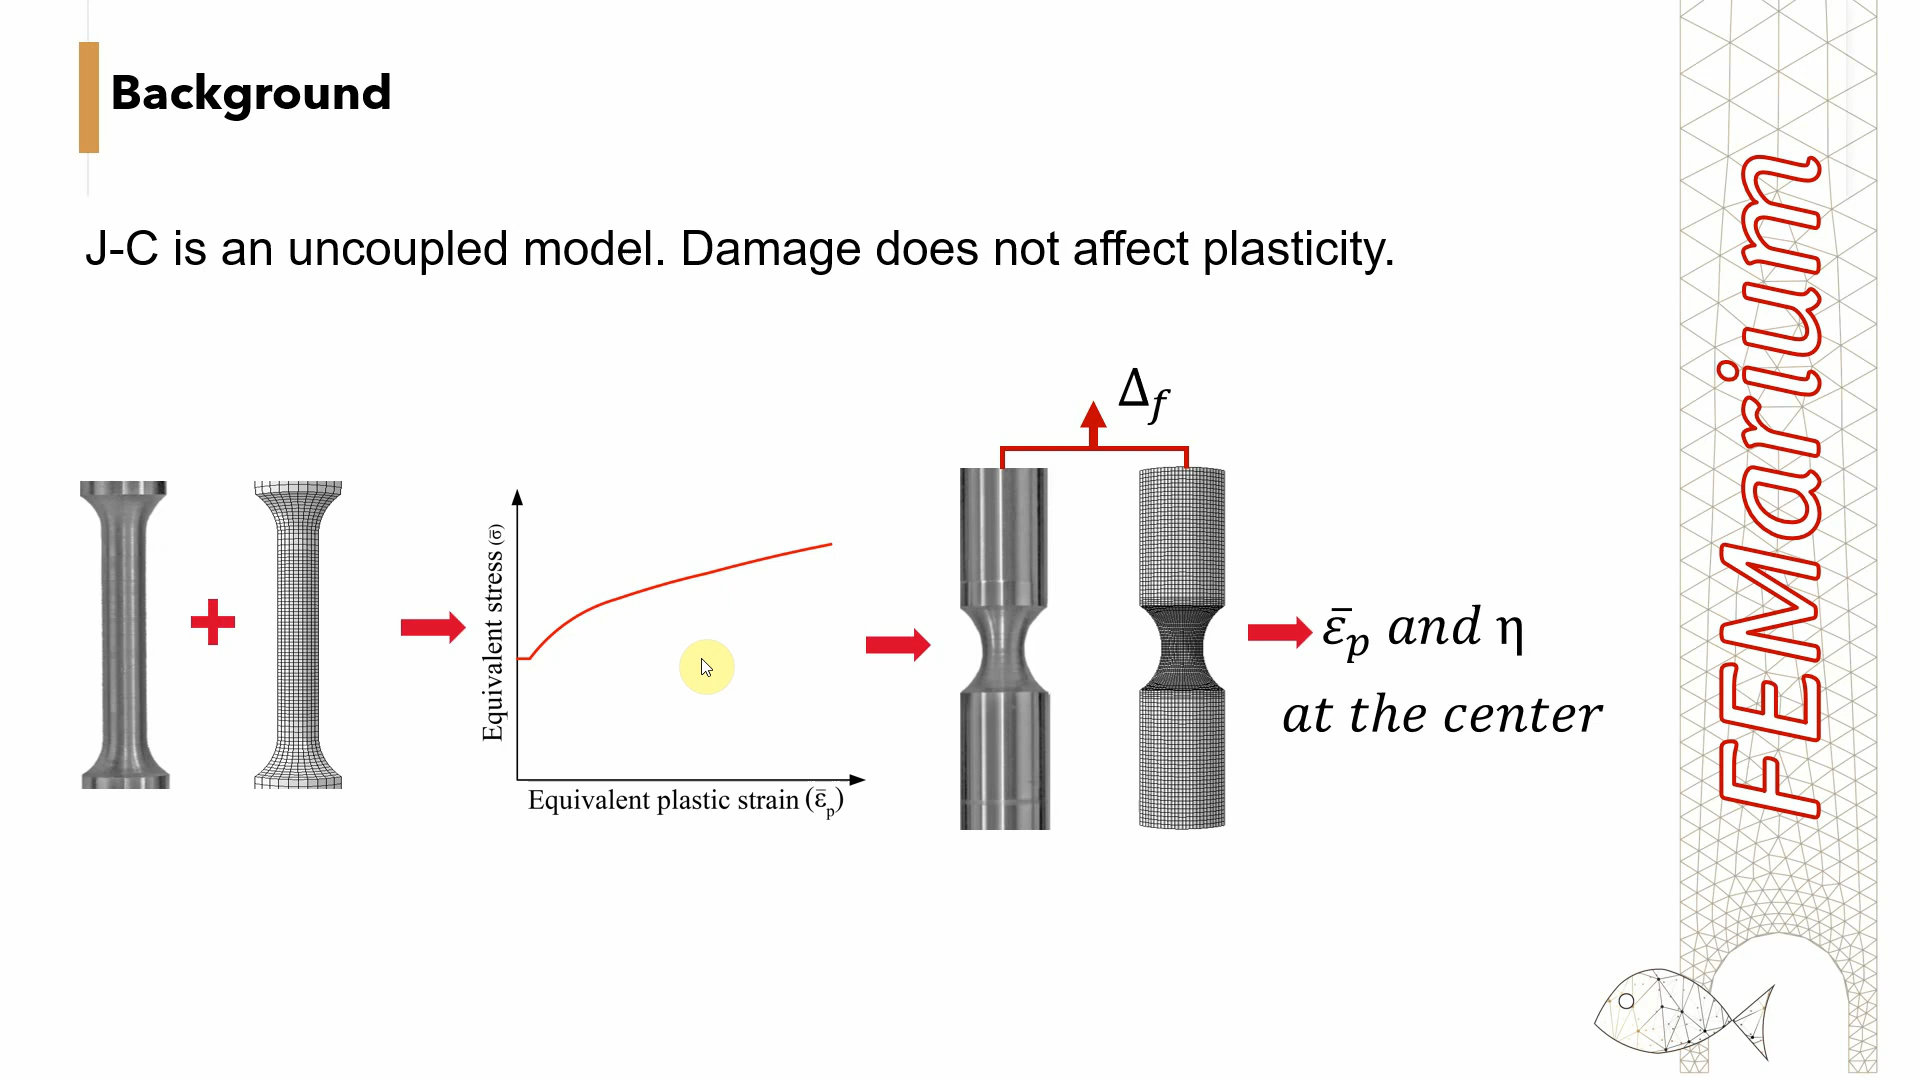 Background
J-C is an uncoupled model. Damage does not affect plasticity.
Δf
Equivalent stress (σ̄)
Equivalent plastic strain (ε̄p)
ε̄p and η
at the center
FEMarium